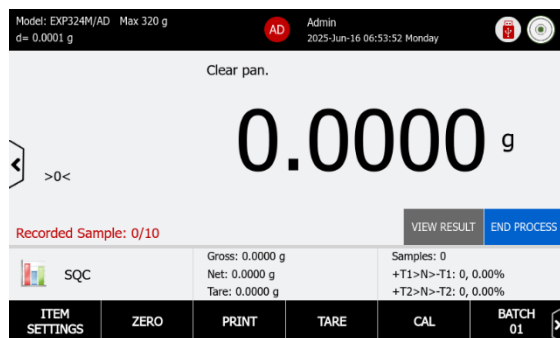 Model: EXP324M/AD Max 320 g
d= 0.0001 g
AD
Admin
2025-Jun-16 06:53:52 Monday
Clear pan.
0.0000 g
>0<
Recorded Sample: 0/10
VIEW RESULT
END PROCESS
SQC
Gross: 0.0000 g
Net: 0.0000 g
Tare: 0.0000 g
Samples: 0
+T1>N>-T1: 0, 0.00%
+T2>N>-T2: 0, 0.00%
ITEM
SETTINGS
ZERO
PRINT
TARE
CAL
BATCH
01